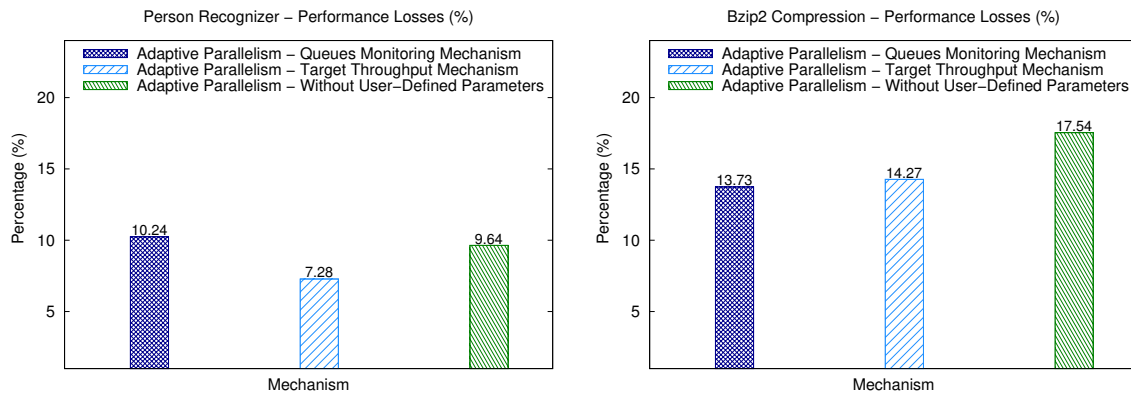 Person Recognizer – Performance Losses (%)
Adaptive Parallelism – Queues Monitoring Mechanism
Adaptive Parallelism – Target Throughput Mechanism
Adaptive Parallelism – Without User–Defined Parameters
Percentage (%)
20
15
10
5
10.24
7.28
9.64
Mechanism
Bzip2 Compression – Performance Losses (%)
Adaptive Parallelism – Queues Monitoring Mechanism
Adaptive Parallelism – Target Throughput Mechanism
Adaptive Parallelism – Without User–Defined Parameters
Percentage (%)
20
15
10
5
13.73
14.27
17.54
Mechanism